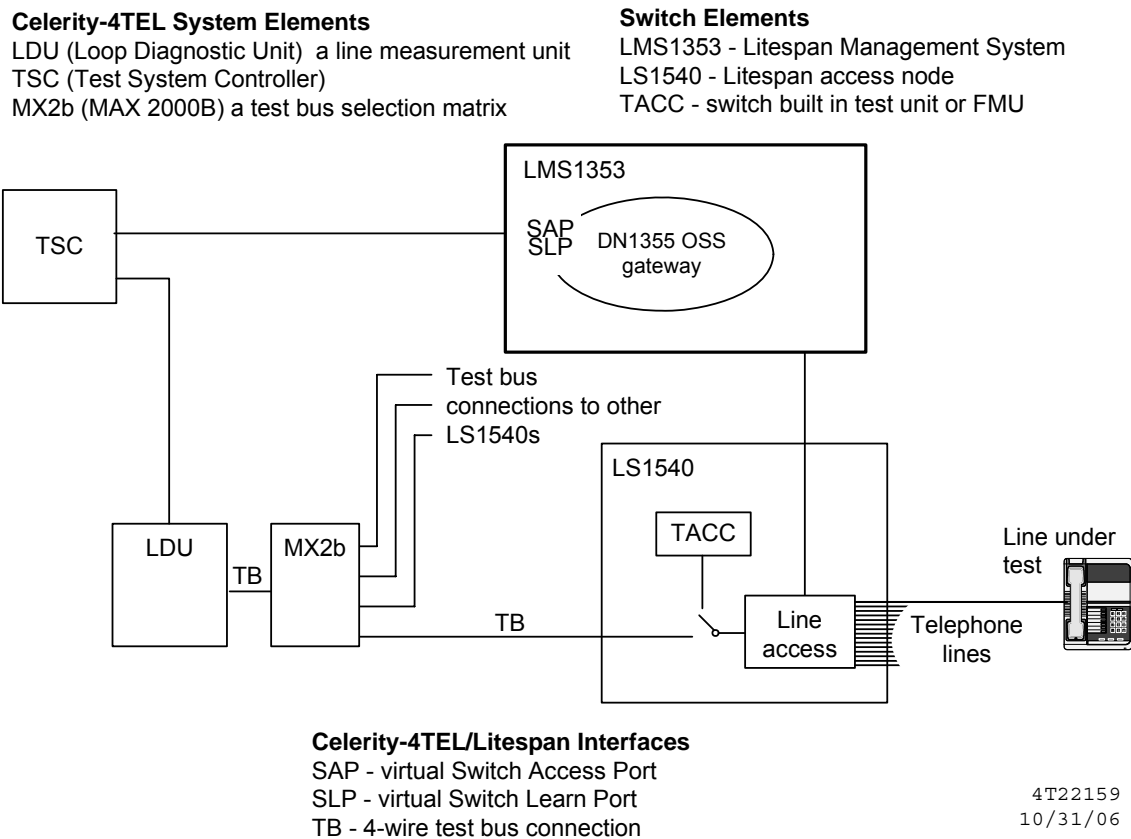 Celerity-4TEL System Elements
LDU (Loop Diagnostic Unit)  a line measurement unit
TSC (Test System Controller)
MX2b (MAX 2000B) a test bus selection matrix
Switch Elements
LMS1353 - Litespan Management System
LS1540 - Litespan access node
TACC - switch built in test unit or FMU
LMS1353
TSC
SAP
SLP
DN1355 OSS
gateway
Test bus
connections to other
LS1540s
LS1540
LDU
TB
MX2b
TACC
Line under
test
TB
Line
access
Telephone
lines
Celerity-4TEL/Litespan Interfaces
SAP - virtual Switch Access Port
SLP - virtual Switch Learn Port
TB - 4-wire test bus connection
4T22159
10/31/06